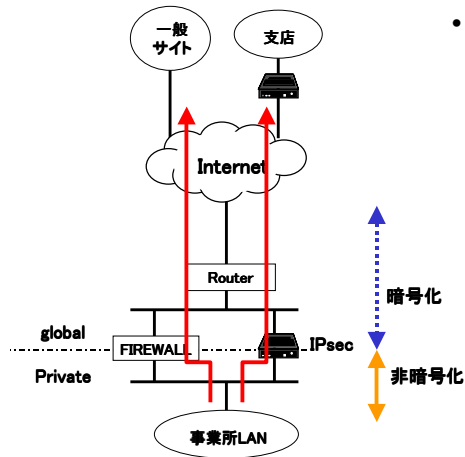 一般
サイト
支店
•
Internet
Router
暗号化
global
FIREWALL
IPsec
Private
非暗号化
事業所LAN